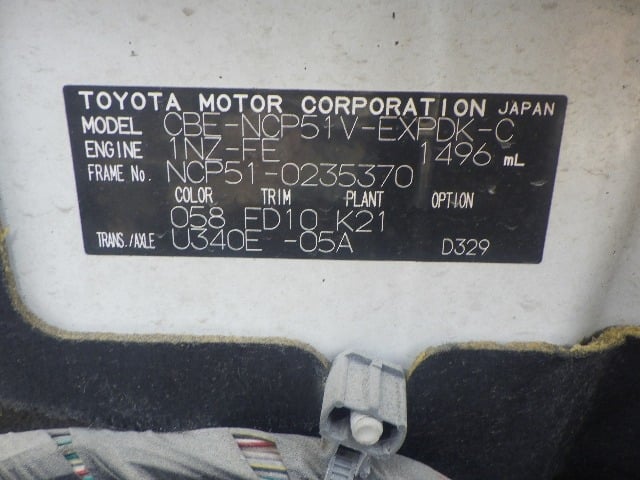 TOYOTA MOTOR CORPORATION JAPAN
MODEL CBE-NCP51V-EXPDK-C
ENGINE 1NZ-FE 1496 mL
FRAME No. NCP51-0235370
COLOR TRIM PLANT OPTION
058 FD10 K21
TRANS./AXLE U340E -05A D329